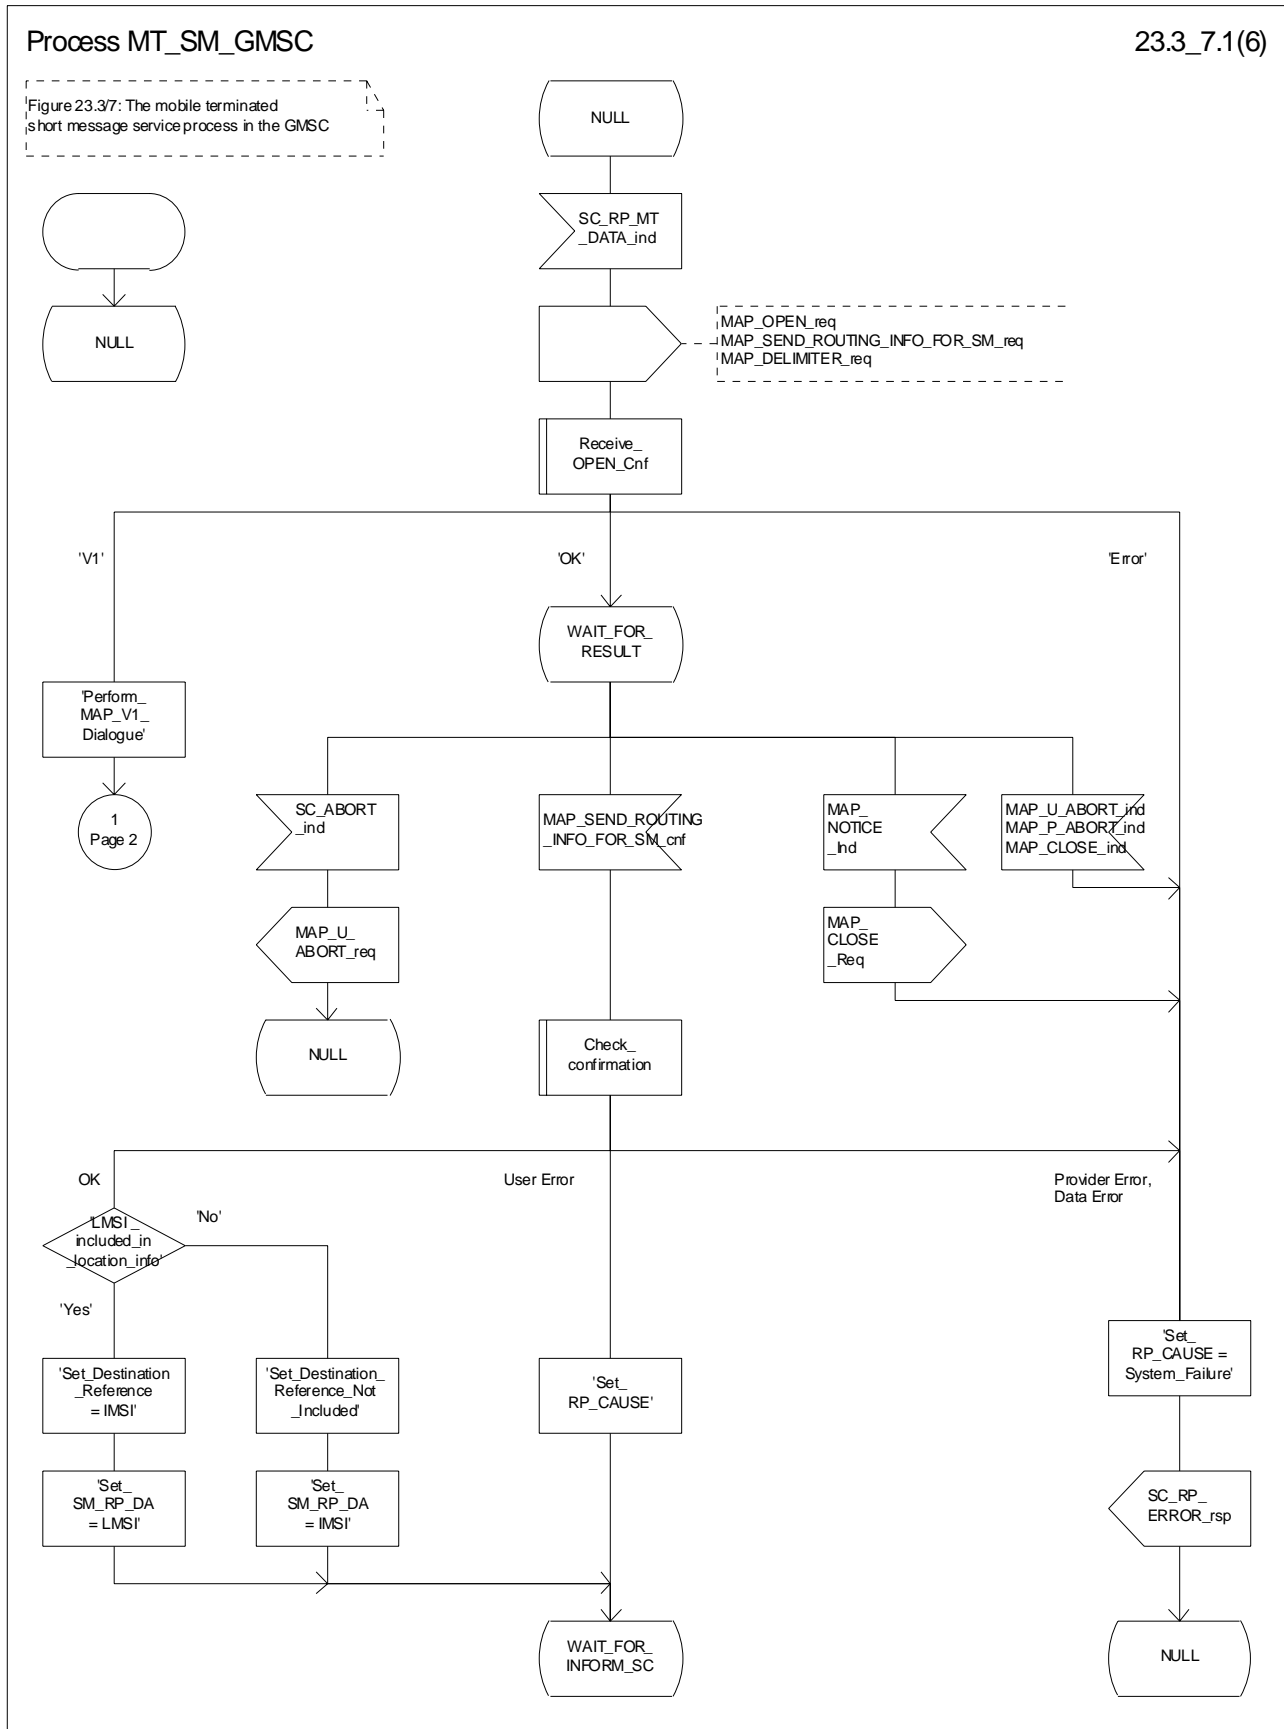 Process MT_SM_GMSC
23.3_7.1(6)
Figure 23.3/7: The mobile terminated
short message service process in the GMSC
NULL
SC_RP_MT
_DATA_ind
NULL
MAP_OPEN_req
MAP_SEND_ROUTING_INFO_FOR_SM_req
MAP_DELIMITER_req
Receive_
OPEN_Cnf
'V1'
'OK'
'Error'
WAIT_FOR_
RESULT
'Perform_
MAP_V1_
Dialogue'
1
Page 2
SC_ABORT
_ind
MAP_SEND_ROUTING
_INFO_FOR_SM_cnf
MAP_
NOTICE
_Ind
MAP_U_ABORT_ind
MAP_P_ABORT_ind
MAP_CLOSE_ind
MAP_U_
ABORT_req
MAP_
CLOSE
_Req
NULL
Check_
confirmation
OK
User Error
Provider Error,
Data Error
'LMSI_
included_in
_location_info'
'No'
'Yes'
'Set_Destination
_Reference
= IMSI'
'Set_Destination_
Reference_Not
_Included'
'Set_
RP_CAUSE'
'Set_
RP_CAUSE =
System_Failure'
'Set_
SM_RP_DA
= LMSI'
'Set_
SM_RP_DA
= IMSI'
SC_RP_
ERROR_rsp
WAIT_FOR_
INFORM_SC
NULL